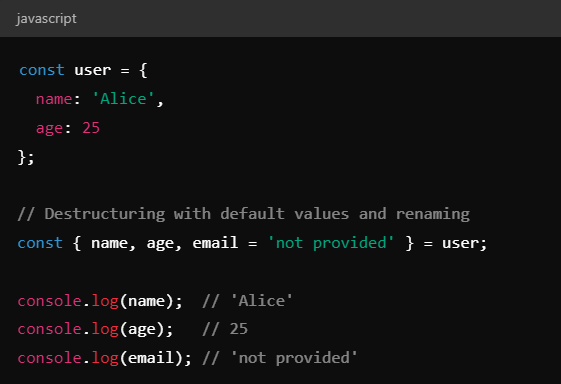 javascript
const user = {
  name: 'Alice',
  age: 25
};
// Destructuring with default values and renaming
const { name, age, email = 'not provided' } = user;
console.log(name);  // 'Alice'
console.log(age);   // 25
console.log(email); // 'not provided'